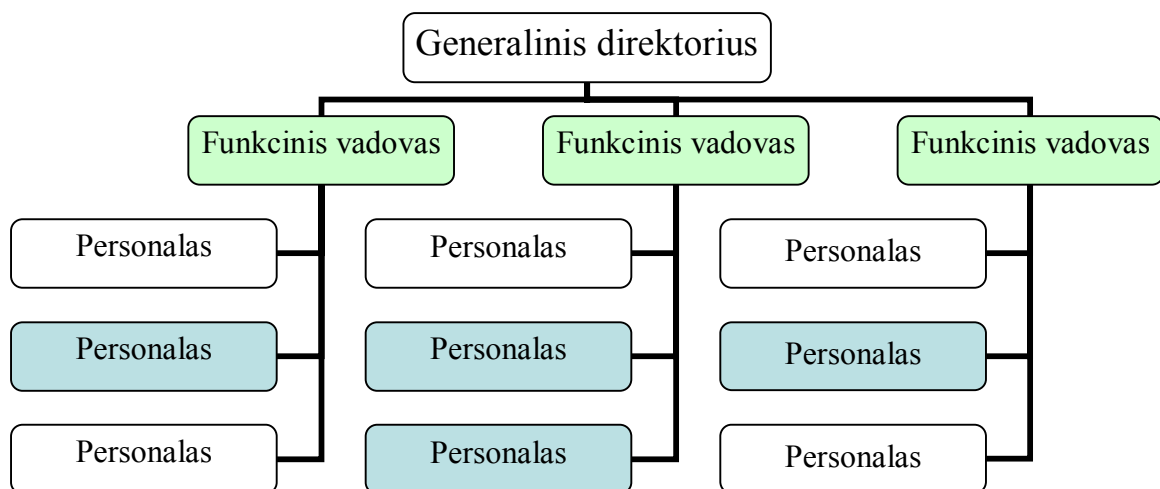 Generalinis direktorius
Funkcinis vadovas
Funkcinis vadovas
Funkcinis vadovas
Personalas
Personalas
Personalas
Personalas
Personalas
Personalas
Personalas
Personalas
Personalas